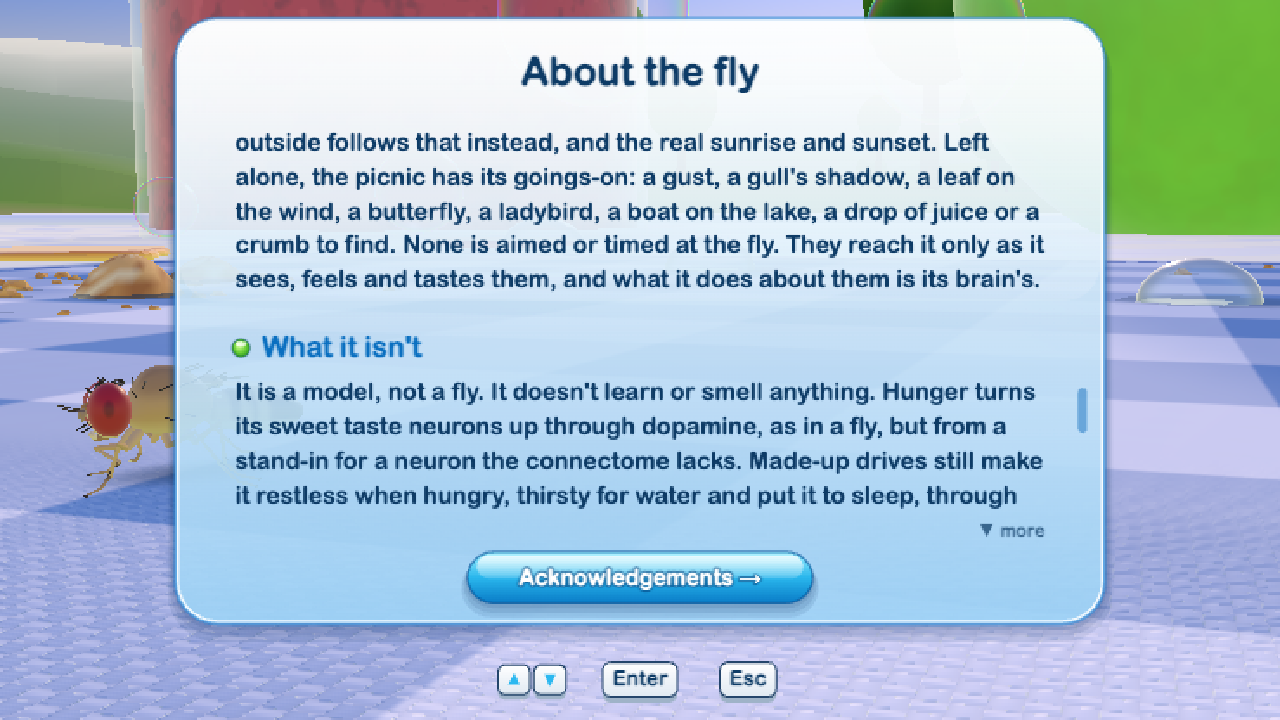 About the fly
outside follows that instead, and the real sunrise and sunset. Left
alone, the picnic has its goings-on: a gust, a gull's shadow, a leaf on
the wind, a butterfly, a ladybird, a boat on the lake, a drop of juice or a
crumb to find. None is aimed or timed at the fly. They reach it only as it
sees, feels and tastes them, and what it does about them is its brain's.
What it isn't
It is a model, not a fly. It doesn't learn or smell anything. Hunger turns
its sweet taste neurons up through dopamine, as in a fly, but from a
stand-in for a neuron the connectome lacks. Made-up drives still make
it restless when hungry, thirsty for water and put it to sleep, through
▼ more
Acknowledgements →
▲ ▼ Enter Esc